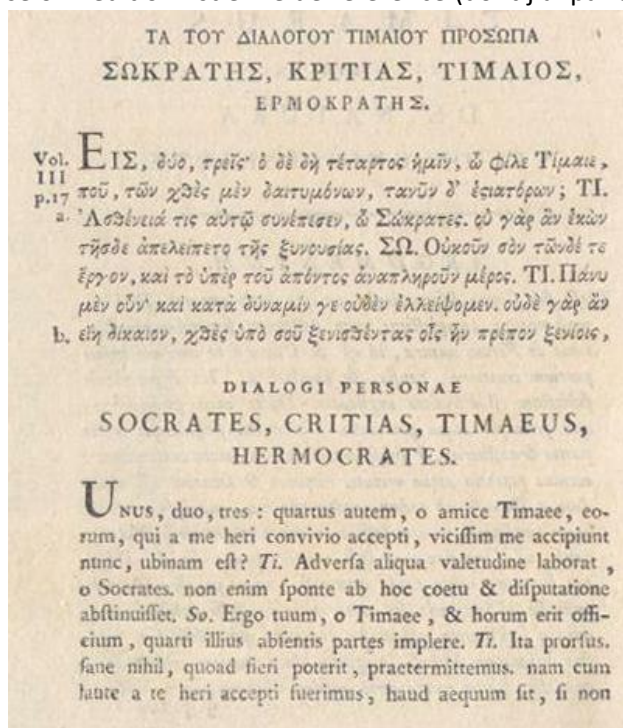 ΤΑ ΤΟΥ ΔΙΑΛΟΓΟΥ ΤΙΜΑΙΟΥ ΠΡΟΣΩΠΑ
ΣΩΚΡΑΤΗΣ, ΚΡΙΤΙΑΣ, ΤΙΜΑΙΟΣ,
ΕΡΜΟΚΡΑΤΗΣ.
Vol. III p.17 a.
ΕΙΣ, δύο, τρεῖς· ὁ δὲ δὴ τέταρτος ἡμῖν, ὦ φίλε Τίμαιε,
ποῦ, τῶν χθὲς μὲν δαιτυμόνων, τανῦν δ' ἑστιατόρων; ΤΙ.
Ἀσθένειά τις αὐτῷ συνέπεσεν, ὦ Σώκρατες. οὐ γὰρ ἂν ἑκὼν
τῆσδε ἀπελείπετο τῆς ξυνουσίας. ΣΩ. Οὐκοῦν σὸν τῶνδέ τε
ἔργον, καὶ τὸ ὑπὲρ τοῦ ἀπόντος ἀναπληροῦν μέρος. ΤΙ. Πάνυ
μὲν οὖν· καὶ κατὰ δύναμίν γε οὐδὲν ἐλλείψομεν. οὐδὲ γὰρ ἂν
b. εἴη δίκαιον, χθὲς ὑπὸ σοῦ ξενισθέντας οἷς ἦν πρέπον ξενίοις,
DIALOGI PERSONAE
SOCRATES, CRITIAS, TIMAEUS,
HERMOCRATES.
UNUS, duo, tres : quartus autem, o amice Timaee, eo-
rum, qui a me heri convivio accepti, vicissim me accipiunt
nunc, ubinam est? Ti. Adversa aliqua valetudine laborat,
o Socrates. non enim sponte ab hoc coetu & disputatione
abstinuisset. So. Ergo tuum, o Timaee, & horum erit offi-
cium, quarti illius absentis partes implere. Ti. Ita prorsus.
sane nihil, quoad fieri poterit, praetermittemus. nam cum
laute a te heri accepti fuerimus, haud aequum sit, si non